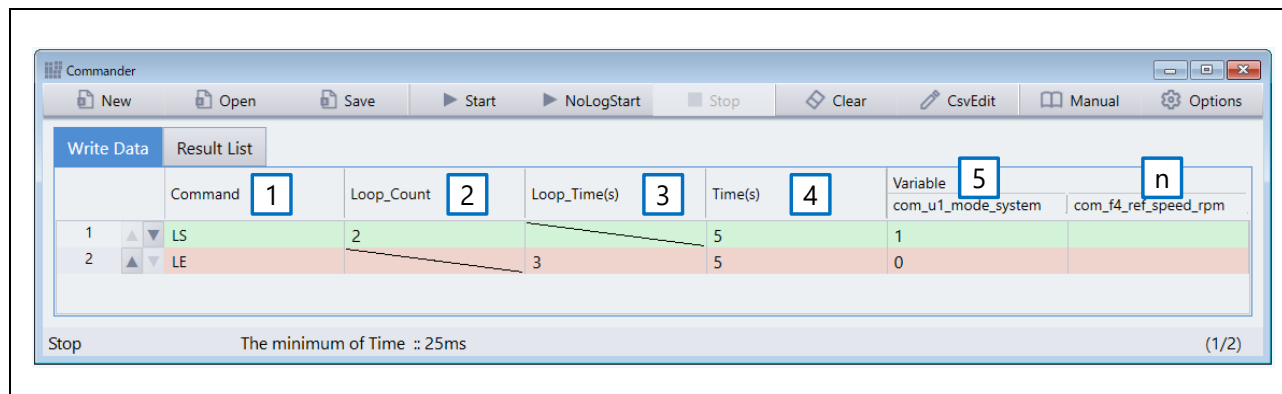 Commander
New Open Save Start NoLogStart Stop Clear CsvEdit Manual Options
Write Data Result List
Command 1 Loop_Count 2 Loop_Time(s) 3 Time(s) 4 Variable 5 n
com_u1_mode_system com_f4_ref_speed_rpm
1 LS 2 5 1
2 LE 3 5 0
Stop The minimum of Time :: 25ms (1/2)